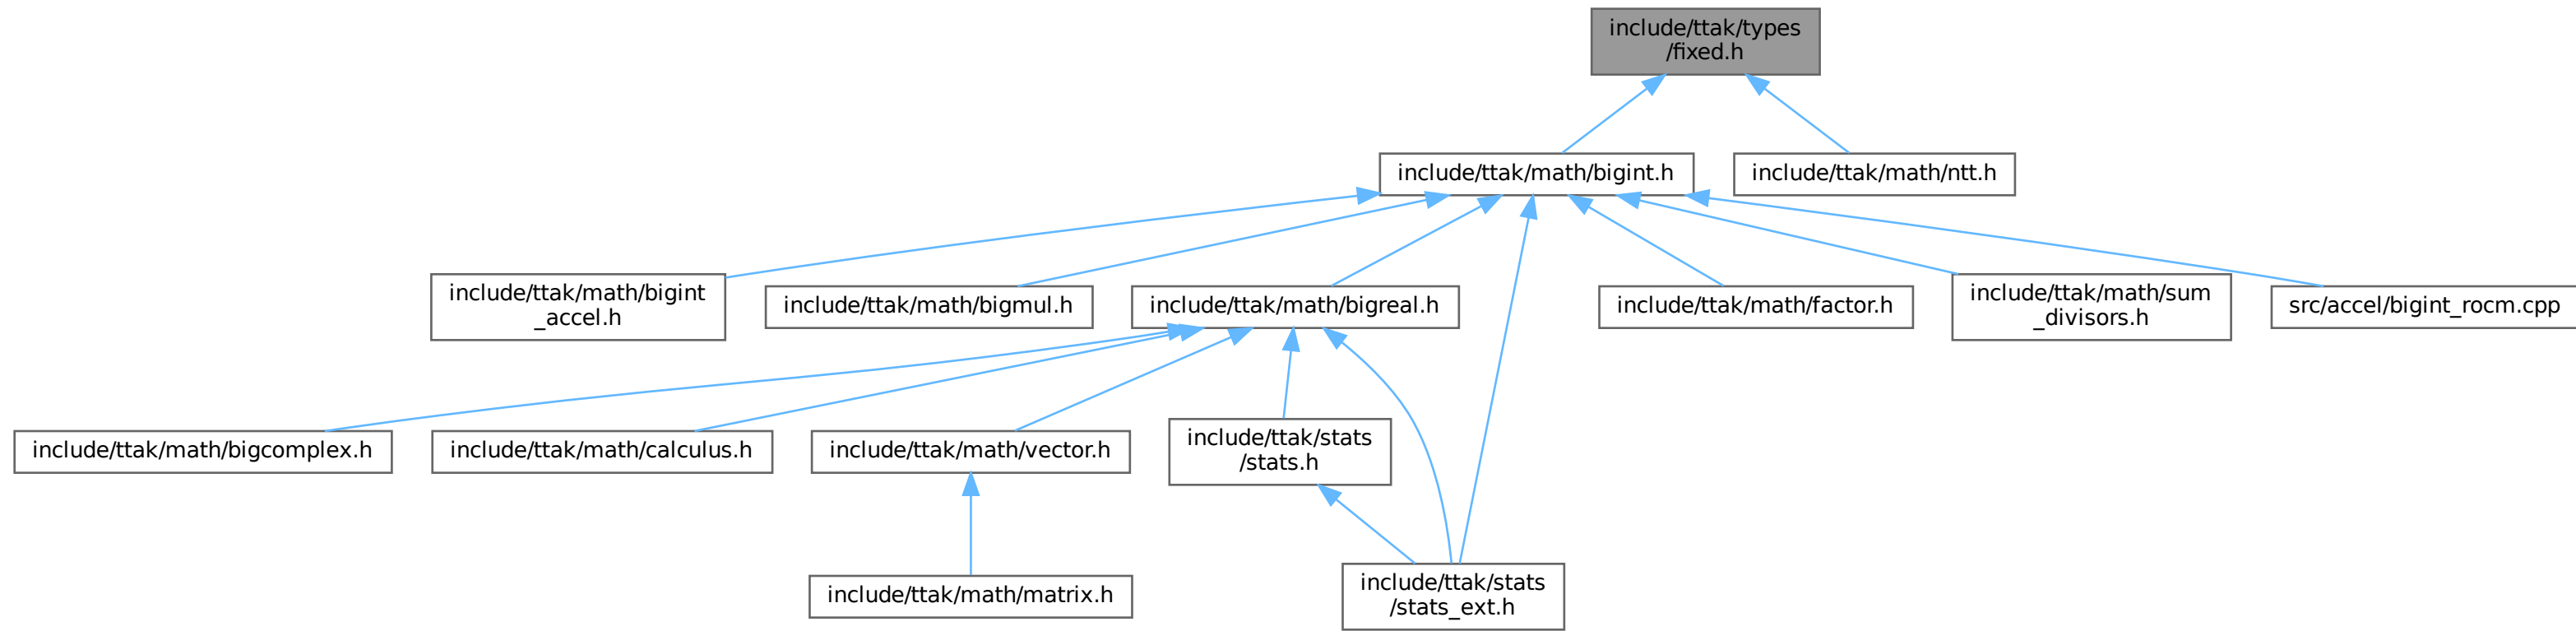 include/ttak/types
/fixed.h
include/ttak/math/bigint.h
include/ttak/math/ntt.h
include/ttak/math/bigint
_accel.h
include/ttak/math/bigmul.h
include/ttak/math/bigreal.h
include/ttak/math/factor.h
include/ttak/math/sum
_divisors.h
src/accel/bigint_rocm.cpp
include/ttak/math/bigcomplex.h
include/ttak/math/calculus.h
include/ttak/math/vector.h
include/ttak/stats
/stats.h
include/ttak/math/matrix.h
include/ttak/stats
/stats_ext.h